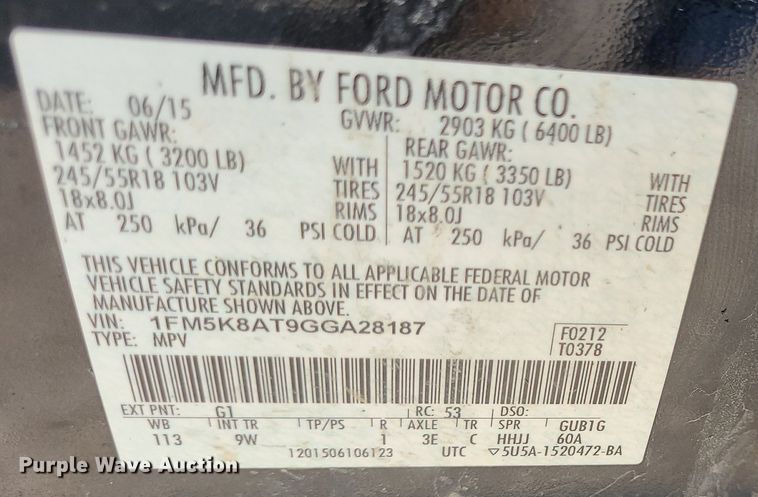 MFD. BY FORD MOTOR CO.
DATE: 06/15 GVWR: 2903 KG ( 6400 LB)
FRONT GAWR: REAR GAWR:
1452 KG ( 3200 LB) WITH 1520 KG ( 3350 LB) WITH
245/55R18 103V TIRES 245/55R18 103V TIRES
18x8.0J RIMS 18x8.0J RIMS
AT 250 kPa/ 36 PSI COLD AT 250 kPa/ 36 PSI COLD
THIS VEHICLE CONFORMS TO ALL APPLICABLE FEDERAL MOTOR
VEHICLE SAFETY STANDARDS IN EFFECT ON THE DATE OF
MANUFACTURE SHOWN ABOVE.
VIN: 1FM5K8AT9GGA28187 F0212
TYPE: MPV T0378
EXT PNT: G1 RC: 53 DSO:
WB INT TR TP/PS R AXLE TR SPR GUB1G
113 9W 1 3E C HHJJ 60A
1201506106123 UTC ▽5U5A-1520472-BA
Purple Wave Auction